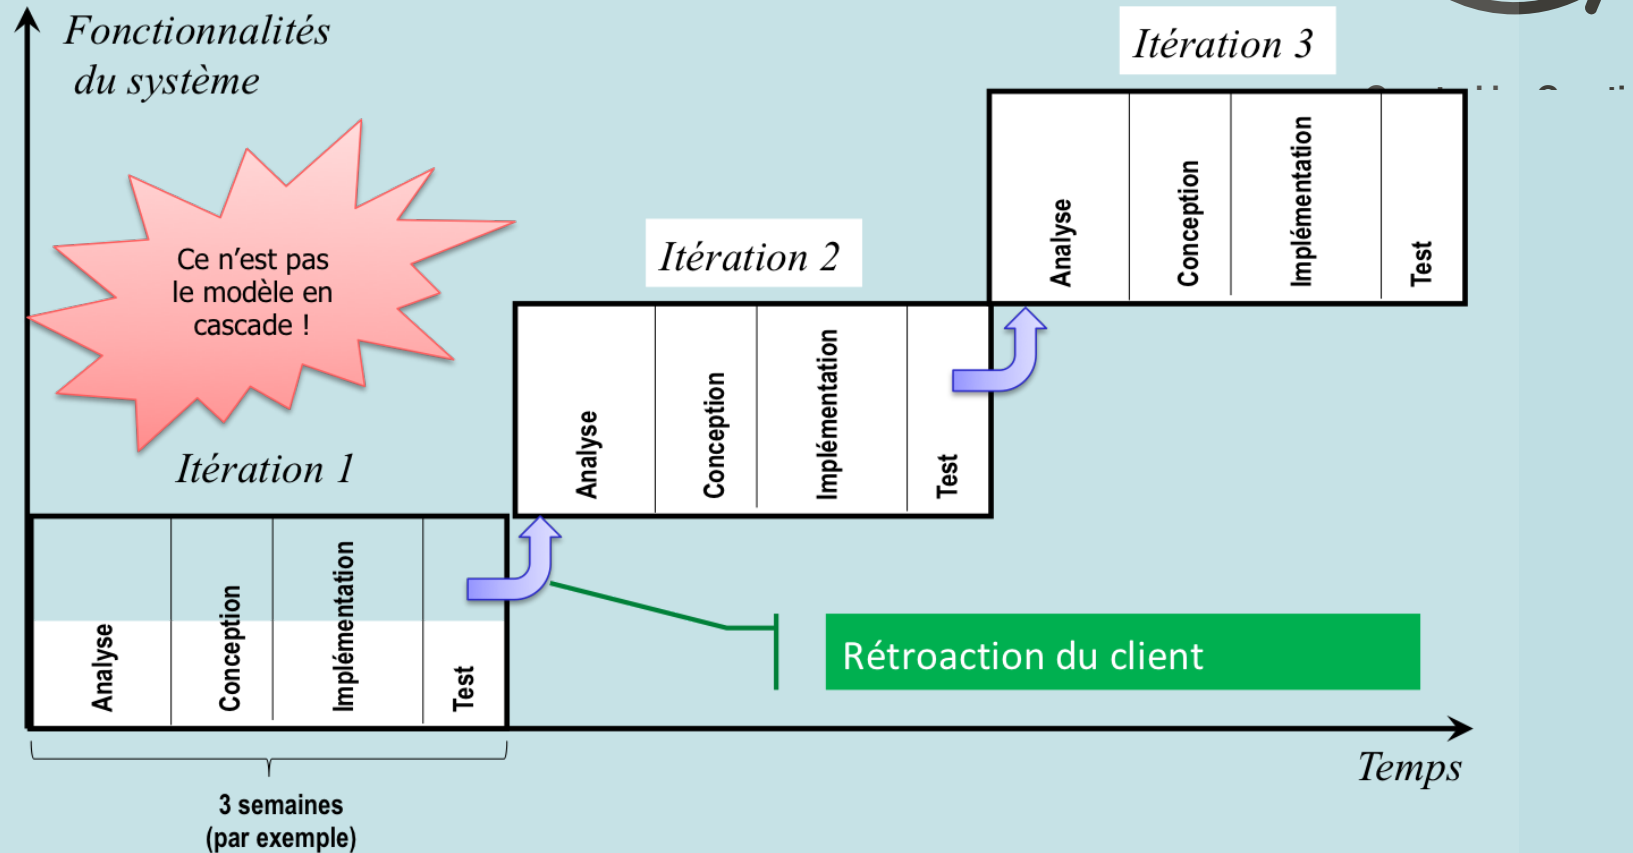 Fonctionnalités
du système
Itération 3
Analyse
Conception
Implémentation
Test
Ce n’est pas
le modèle en
cascade !
Itération 2
Analyse
Conception
Implémentation
Test
Itération 1
Analyse
Conception
Implémentation
Test
Rétroaction du client
Temps
3 semaines
(par exemple)